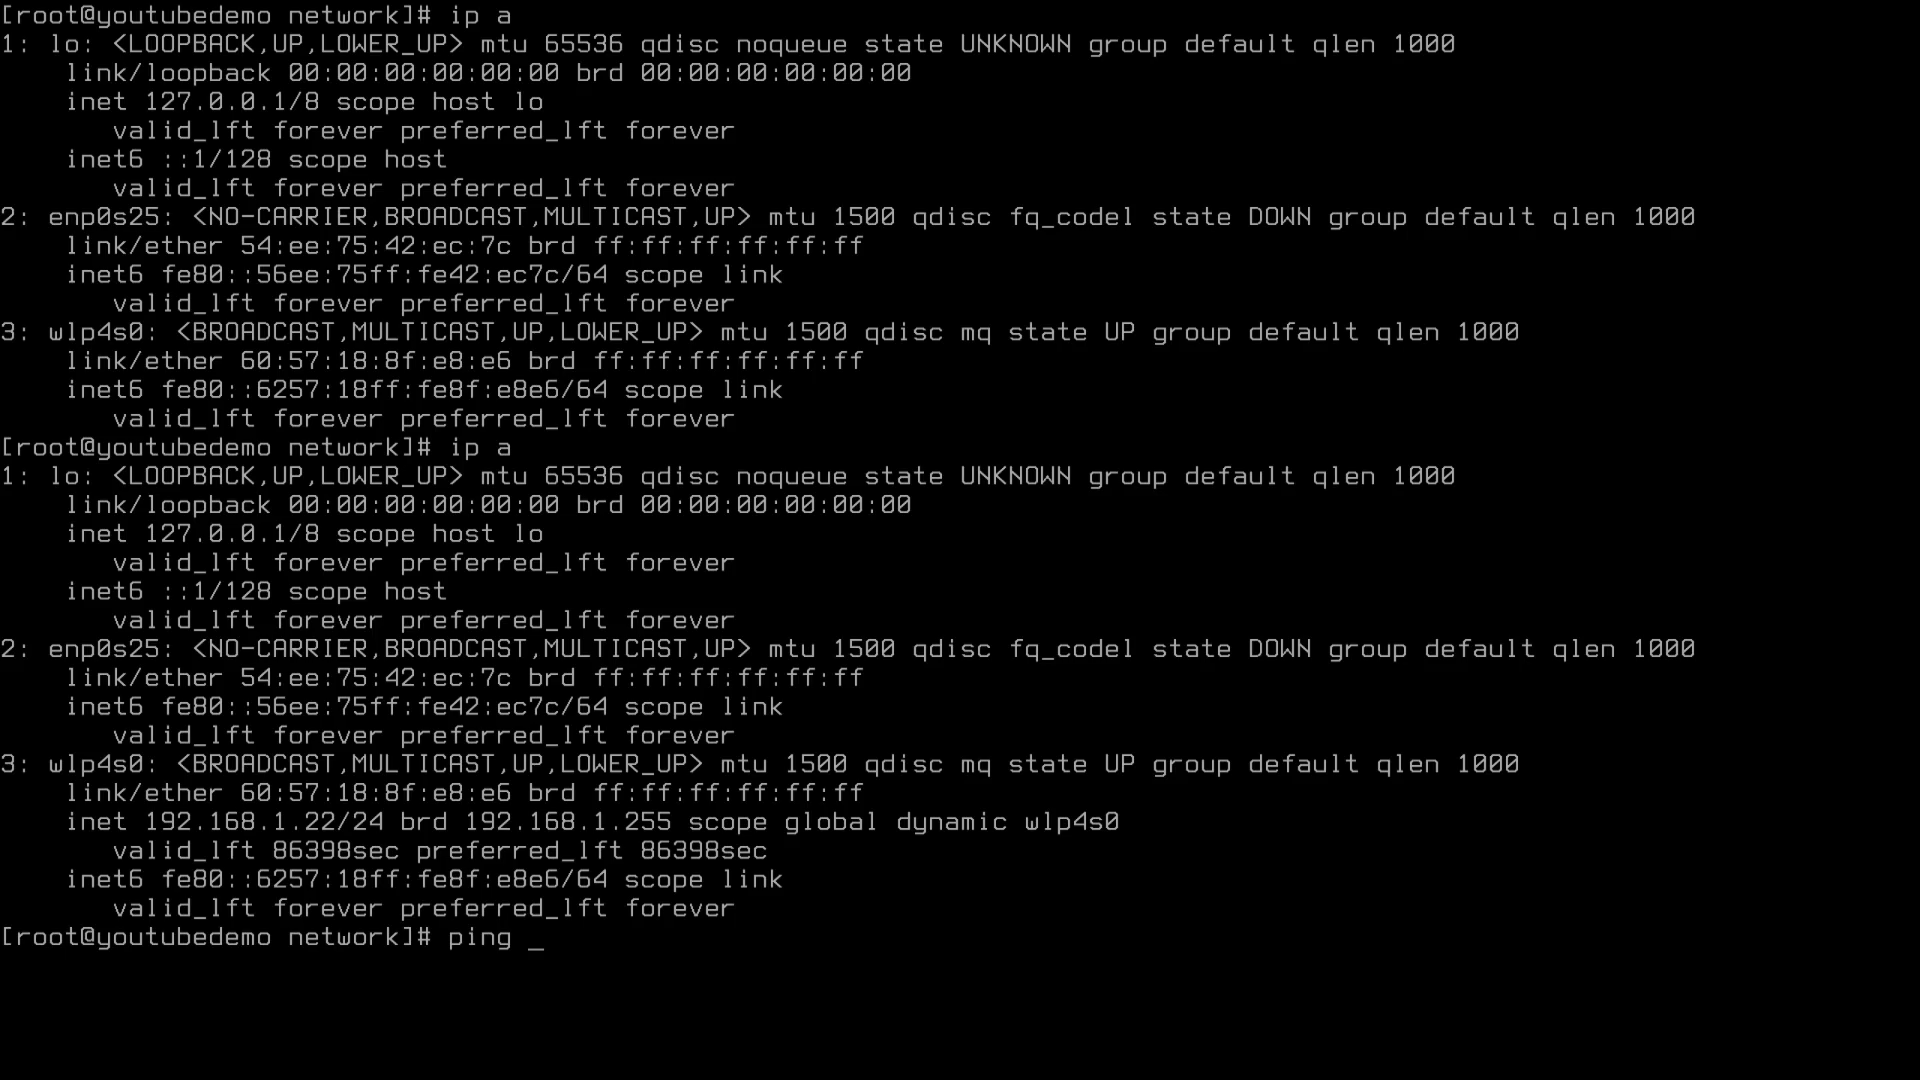 [root@youtubedemo network]# ip a
1: lo: <LOOPBACK,UP,LOWER_UP> mtu 65536 qdisc noqueue state UNKNOWN group default qlen 1000
    link/loopback 00:00:00:00:00:00 brd 00:00:00:00:00:00
    inet 127.0.0.1/8 scope host lo
       valid_lft forever preferred_lft forever
    inet6 ::1/128 scope host
       valid_lft forever preferred_lft forever
2: enp0s25: <NO-CARRIER,BROADCAST,MULTICAST,UP> mtu 1500 qdisc fq_codel state DOWN group default qlen 1000
    link/ether 54:ee:75:42:ec:7c brd ff:ff:ff:ff:ff:ff
    inet6 fe80::56ee:75ff:fe42:ec7c/64 scope link
       valid_lft forever preferred_lft forever
3: wlp4s0: <BROADCAST,MULTICAST,UP,LOWER_UP> mtu 1500 qdisc mq state UP group default qlen 1000
    link/ether 60:57:18:8f:e8:e6 brd ff:ff:ff:ff:ff:ff
    inet6 fe80::6257:18ff:fe8f:e8e6/64 scope link
       valid_lft forever preferred_lft forever
[root@youtubedemo network]# ip a
1: lo: <LOOPBACK,UP,LOWER_UP> mtu 65536 qdisc noqueue state UNKNOWN group default qlen 1000
    link/loopback 00:00:00:00:00:00 brd 00:00:00:00:00:00
    inet 127.0.0.1/8 scope host lo
       valid_lft forever preferred_lft forever
    inet6 ::1/128 scope host
       valid_lft forever preferred_lft forever
2: enp0s25: <NO-CARRIER,BROADCAST,MULTICAST,UP> mtu 1500 qdisc fq_codel state DOWN group default qlen 1000
    link/ether 54:ee:75:42:ec:7c brd ff:ff:ff:ff:ff:ff
    inet6 fe80::56ee:75ff:fe42:ec7c/64 scope link
       valid_lft forever preferred_lft forever
3: wlp4s0: <BROADCAST,MULTICAST,UP,LOWER_UP> mtu 1500 qdisc mq state UP group default qlen 1000
    link/ether 60:57:18:8f:e8:e6 brd ff:ff:ff:ff:ff:ff
    inet 192.168.1.22/24 brd 192.168.1.255 scope global dynamic wlp4s0
       valid_lft 86398sec preferred_lft 86398sec
    inet6 fe80::6257:18ff:fe8f:e8e6/64 scope link
       valid_lft forever preferred_lft forever
[root@youtubedemo network]# ping _